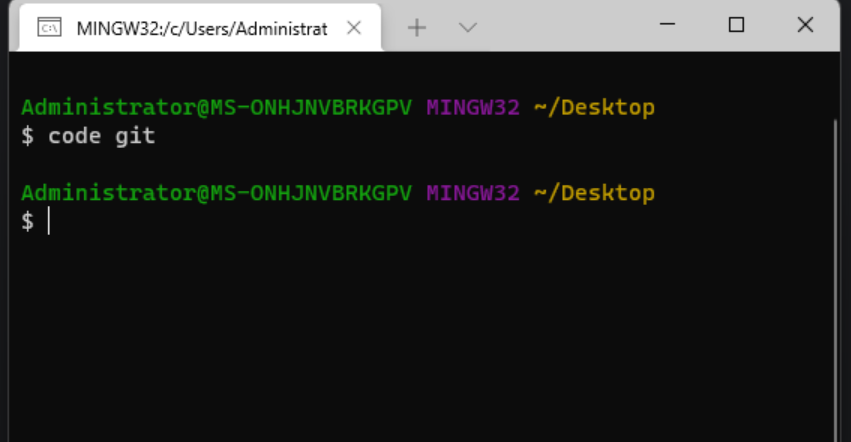 MINGW32:/c/Users/Administrat
Administrator@MS-ONHJNVBRKGPV MINGW32 ~/Desktop
$ code git
Administrator@MS-ONHJNVBRKGPV MINGW32 ~/Desktop
$